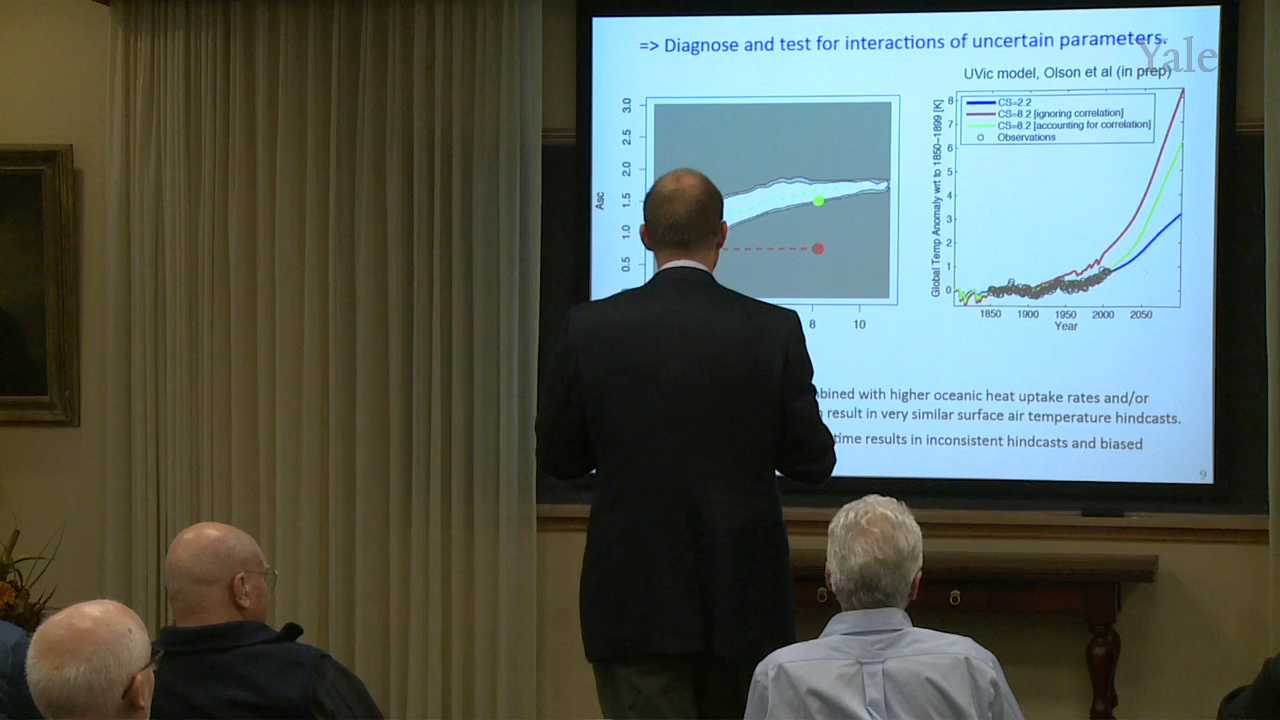 => Diagnose and test for interactions of uncertain parameters.
Yale
UVic model, Olson et al (in prep)
3.0
2.5
2.0
1.5
1.0
0.5
Asc
8
10
Global Temp Anomaly wrt to 1850-1899 [K]
8
7
6
5
4
3
2
1
0
CS=2.2
CS=8.2 [ignoring correlation]
CS=8.2 [accounting for correlation]
Observations
1850
1900
1950
2000
2050
Year
with higher oceanic heat uptake rates and/or
result in very similar surface air temperature hindcasts.
time results in inconsistent hindcasts and biased
9